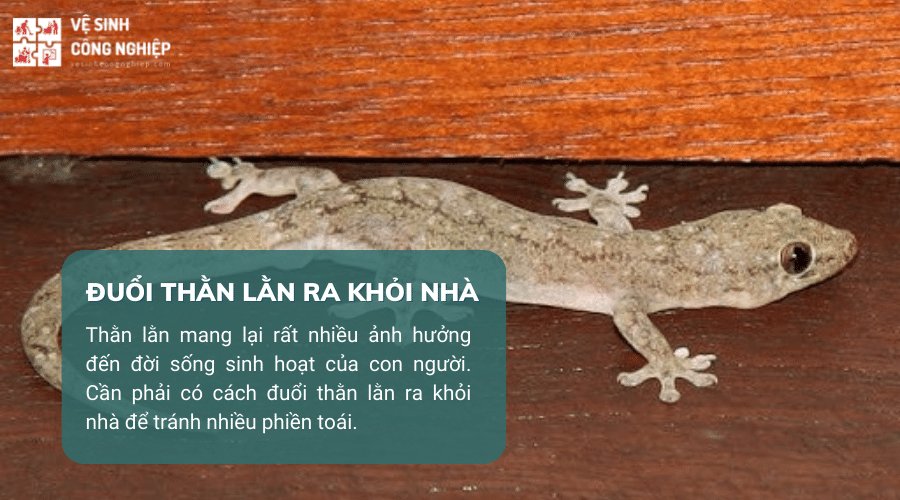 VỆ SINH
CÔNG NGHIỆP
vesinhcongnghiep.com
ĐUỔI THẰN LẰN RA KHỎI NHÀ
Thằn lằn mang lại rất nhiều ảnh hưởng
đến đời sống sinh hoạt của con người.
Cần phải có cách đuổi thằn lằn ra khỏi
nhà để tránh nhiều phiền toái.